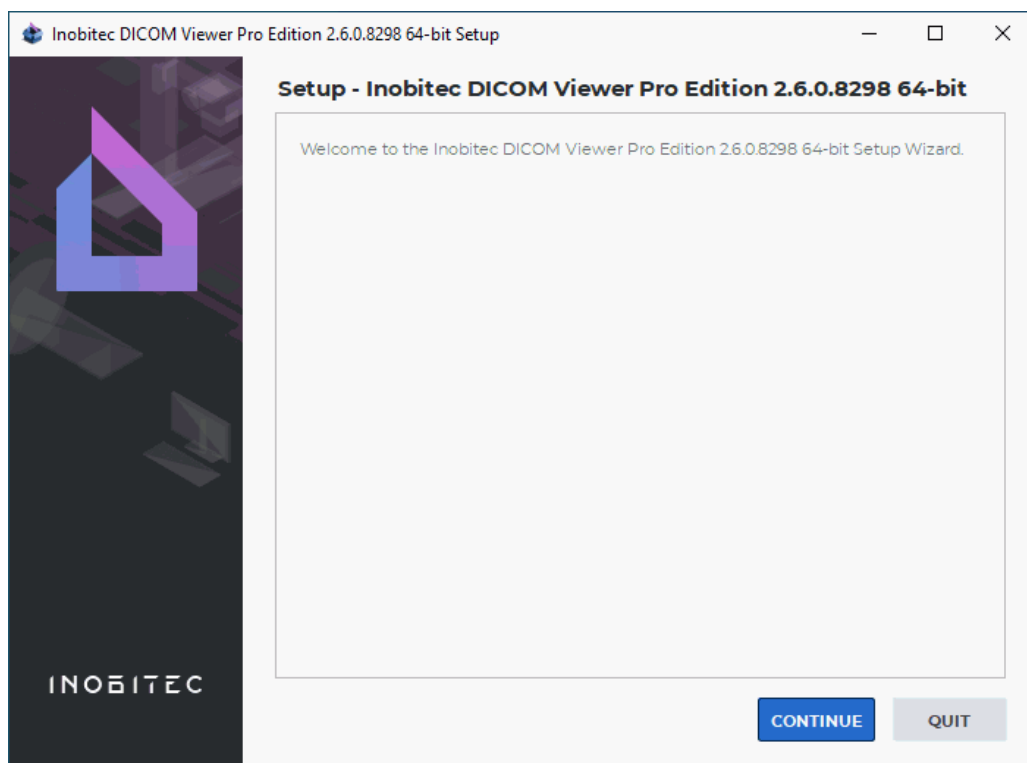 Inobitec DICOM Viewer Pro Edition 2.6.0.8298 64-bit Setup
Setup - Inobitec DICOM Viewer Pro Edition 2.6.0.8298 64-bit
Welcome to the Inobitec DICOM Viewer Pro Edition 2.6.0.8298 64-bit Setup Wizard.
INOБITEC
CONTINUE
QUIT